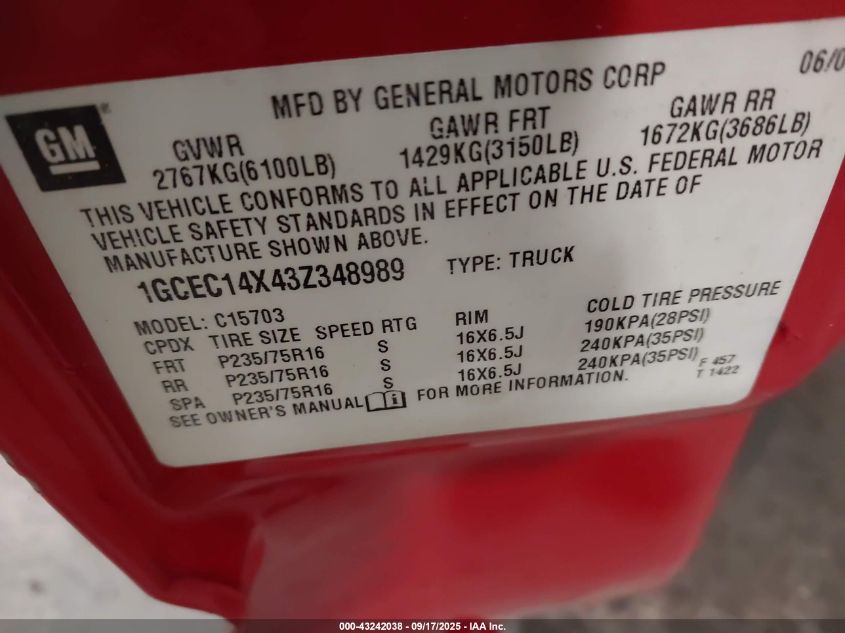 06/0
MFD BY GENERAL MOTORS CORP
GM
GVWR GAWR FRT GAWR RR
2767KG(6100LB) 1429KG(3150LB) 1672KG(3686LB)
THIS VEHICLE CONFORMS TO ALL APPLICABLE U.S. FEDERAL MOTOR
VEHICLE SAFETY STANDARDS IN EFFECT ON THE DATE OF
MANUFACTURE SHOWN ABOVE.
1GCEC14X43Z348989 TYPE: TRUCK
MODEL: C15703
CPDX TIRE SIZE SPEED RTG RIM COLD TIRE PRESSURE
FRT P235/75R16 S 16X6.5J 190KPA(28PSI)
RR P235/75R16 S 16X6.5J 240KPA(35PSI)
SPA P235/75R16 S 16X6.5J 240KPA(35PSI)
F 457
T 1422
SEE OWNER'S MANUAL FOR MORE INFORMATION.
000-43242038 - 09/17/2025 - IAA Inc.